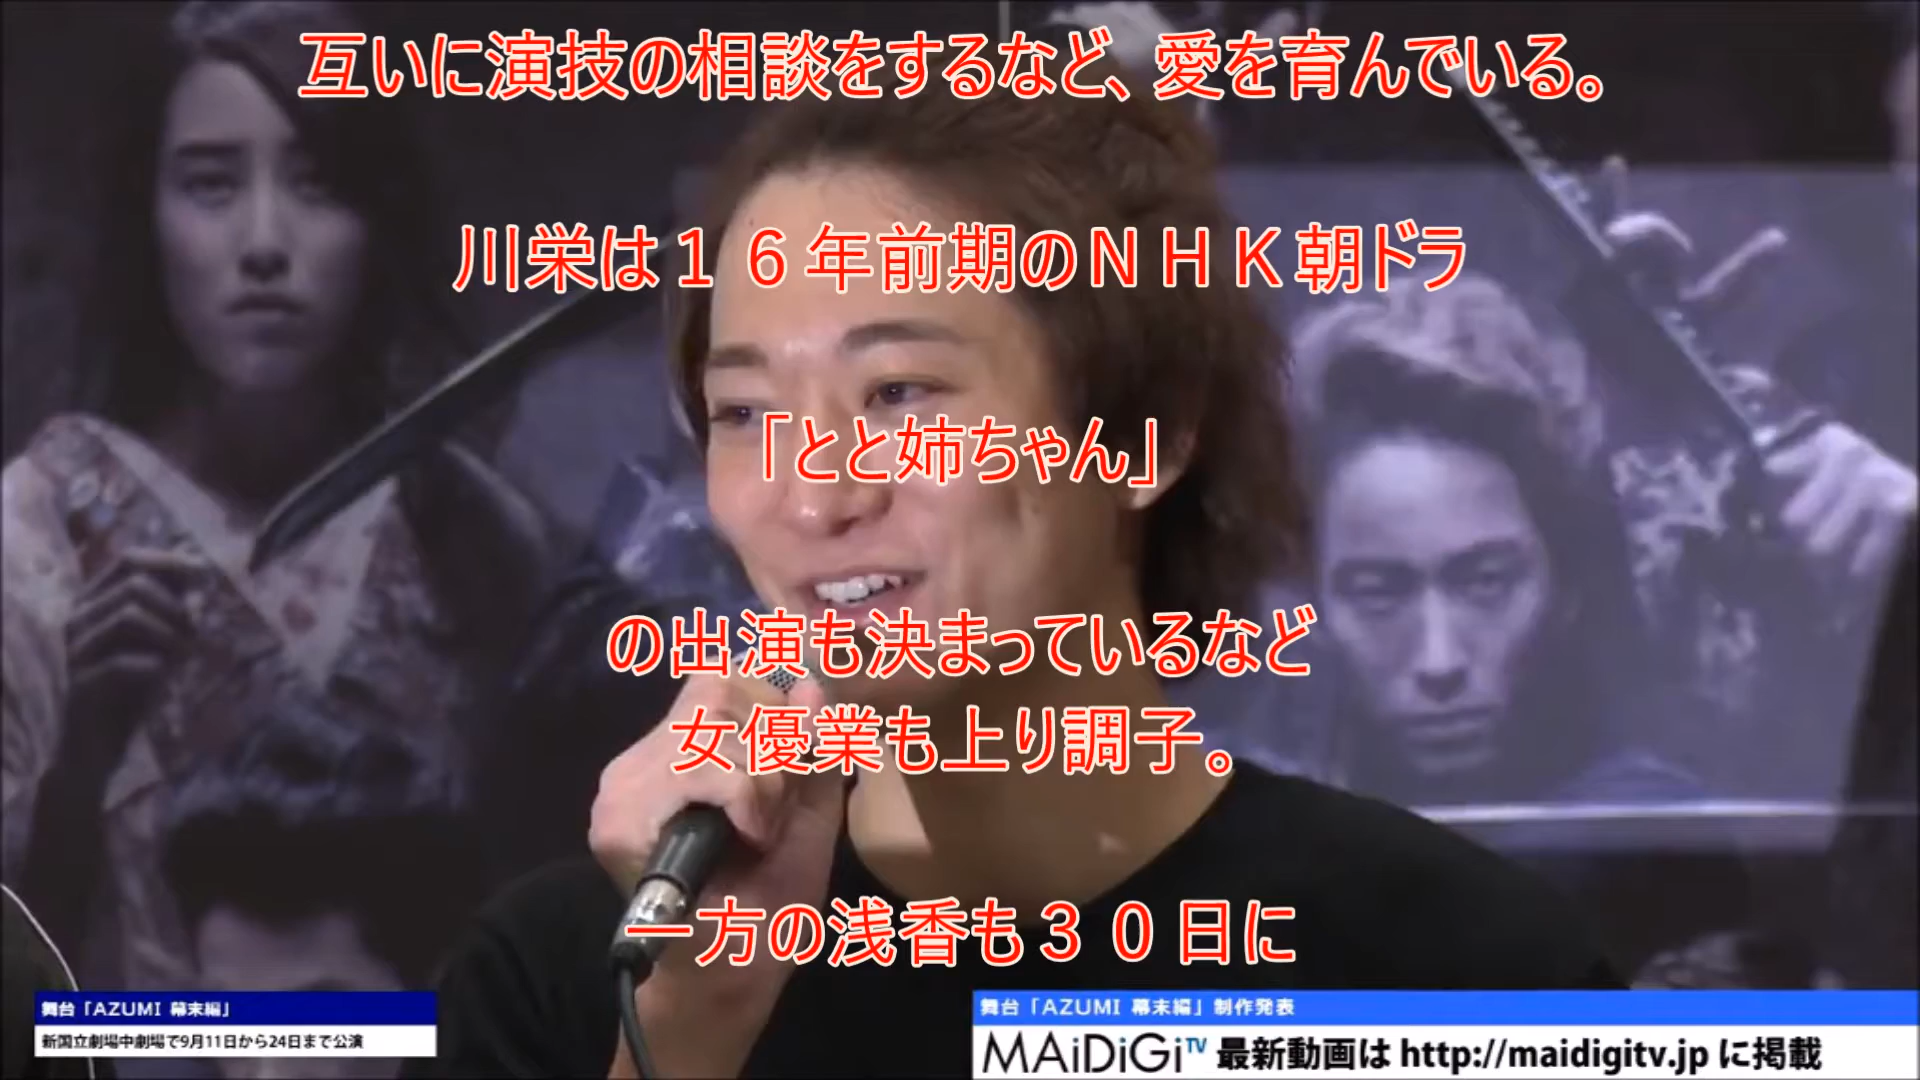 互いに演技の相談をするなど、愛を育んでいる。
川栄は１６年前期のＮＨＫ朝ドラ
「とと姉ちゃん」
の出演も決まっているなど
女優業も上り調子。
一方の浅香も３０日に
舞台「AZUMI 幕末編」
新国立劇場中劇場で9月11日から24日まで公演
舞台「AZUMI 幕末編」制作発表
MAiDiGiTV 最新動画は http://maidigitv.jp に掲載